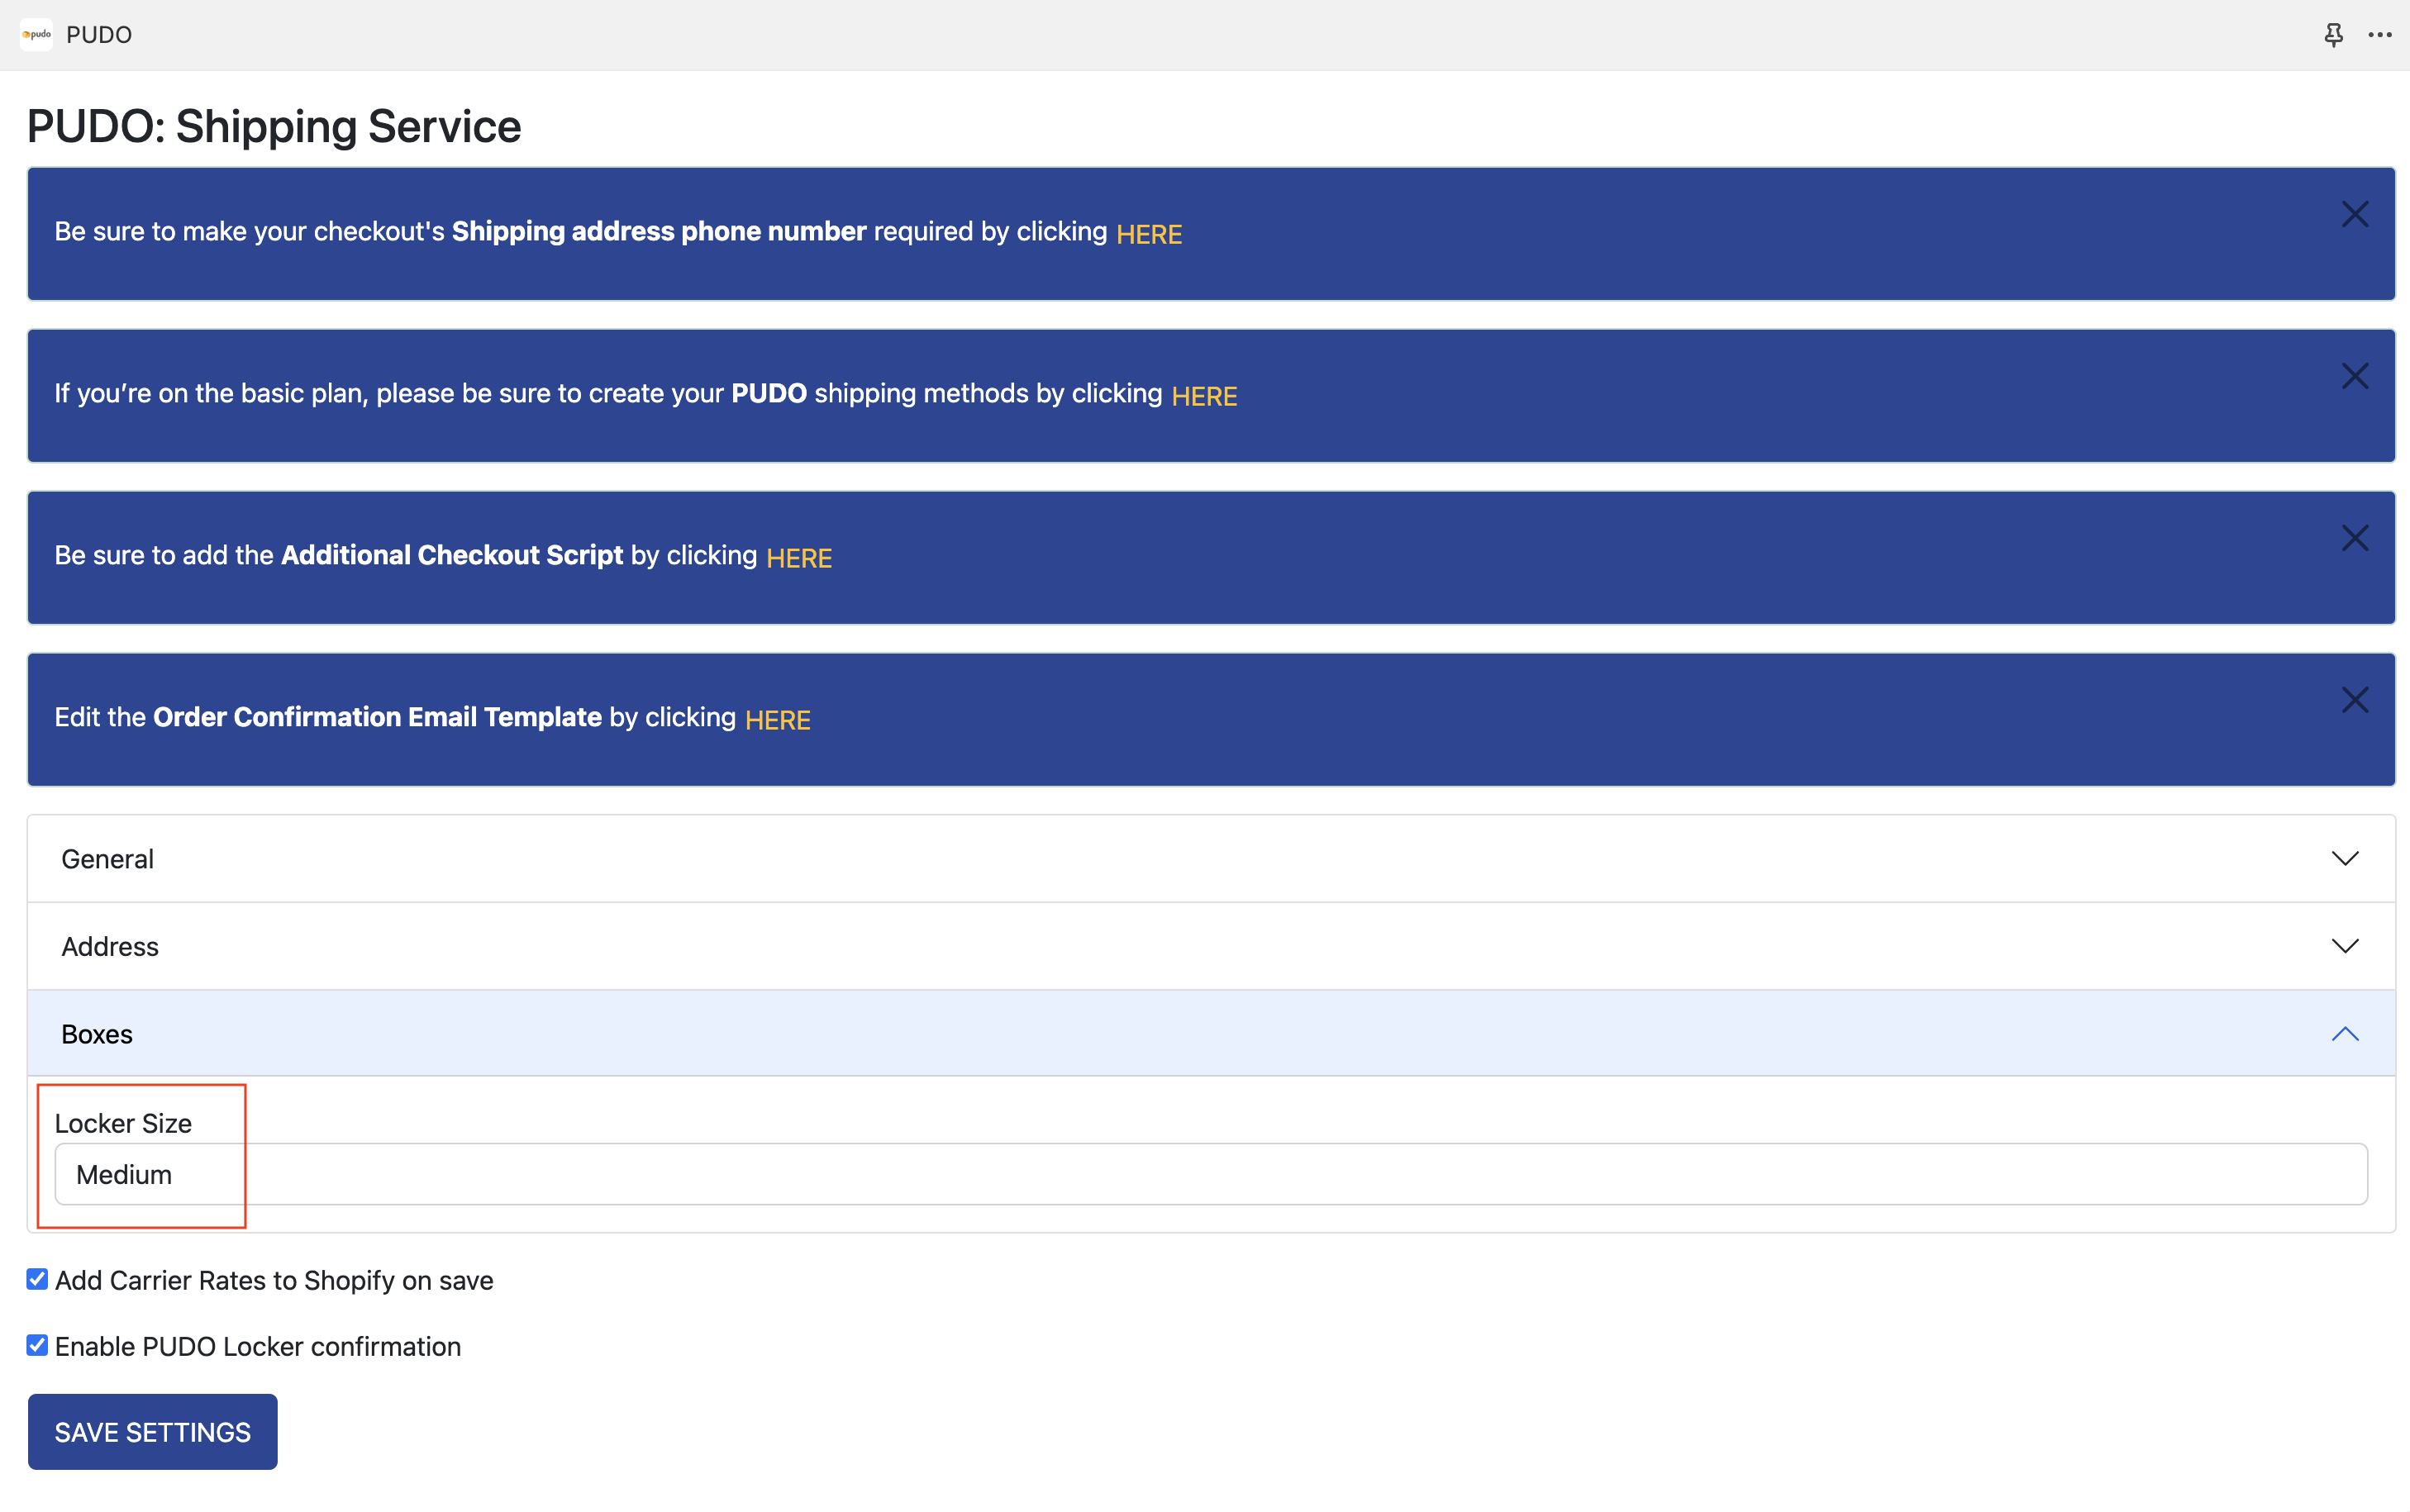 pudo PUDO
PUDO: Shipping Service
Be sure to make your checkout's Shipping address phone number required by clicking HERE
If you’re on the basic plan, please be sure to create your PUDO shipping methods by clicking HERE
Be sure to add the Additional Checkout Script by clicking HERE
Edit the Order Confirmation Email Template by clicking HERE
General
Address
Boxes
Locker Size
Medium
Add Carrier Rates to Shopify on save
Enable PUDO Locker confirmation
SAVE SETTINGS